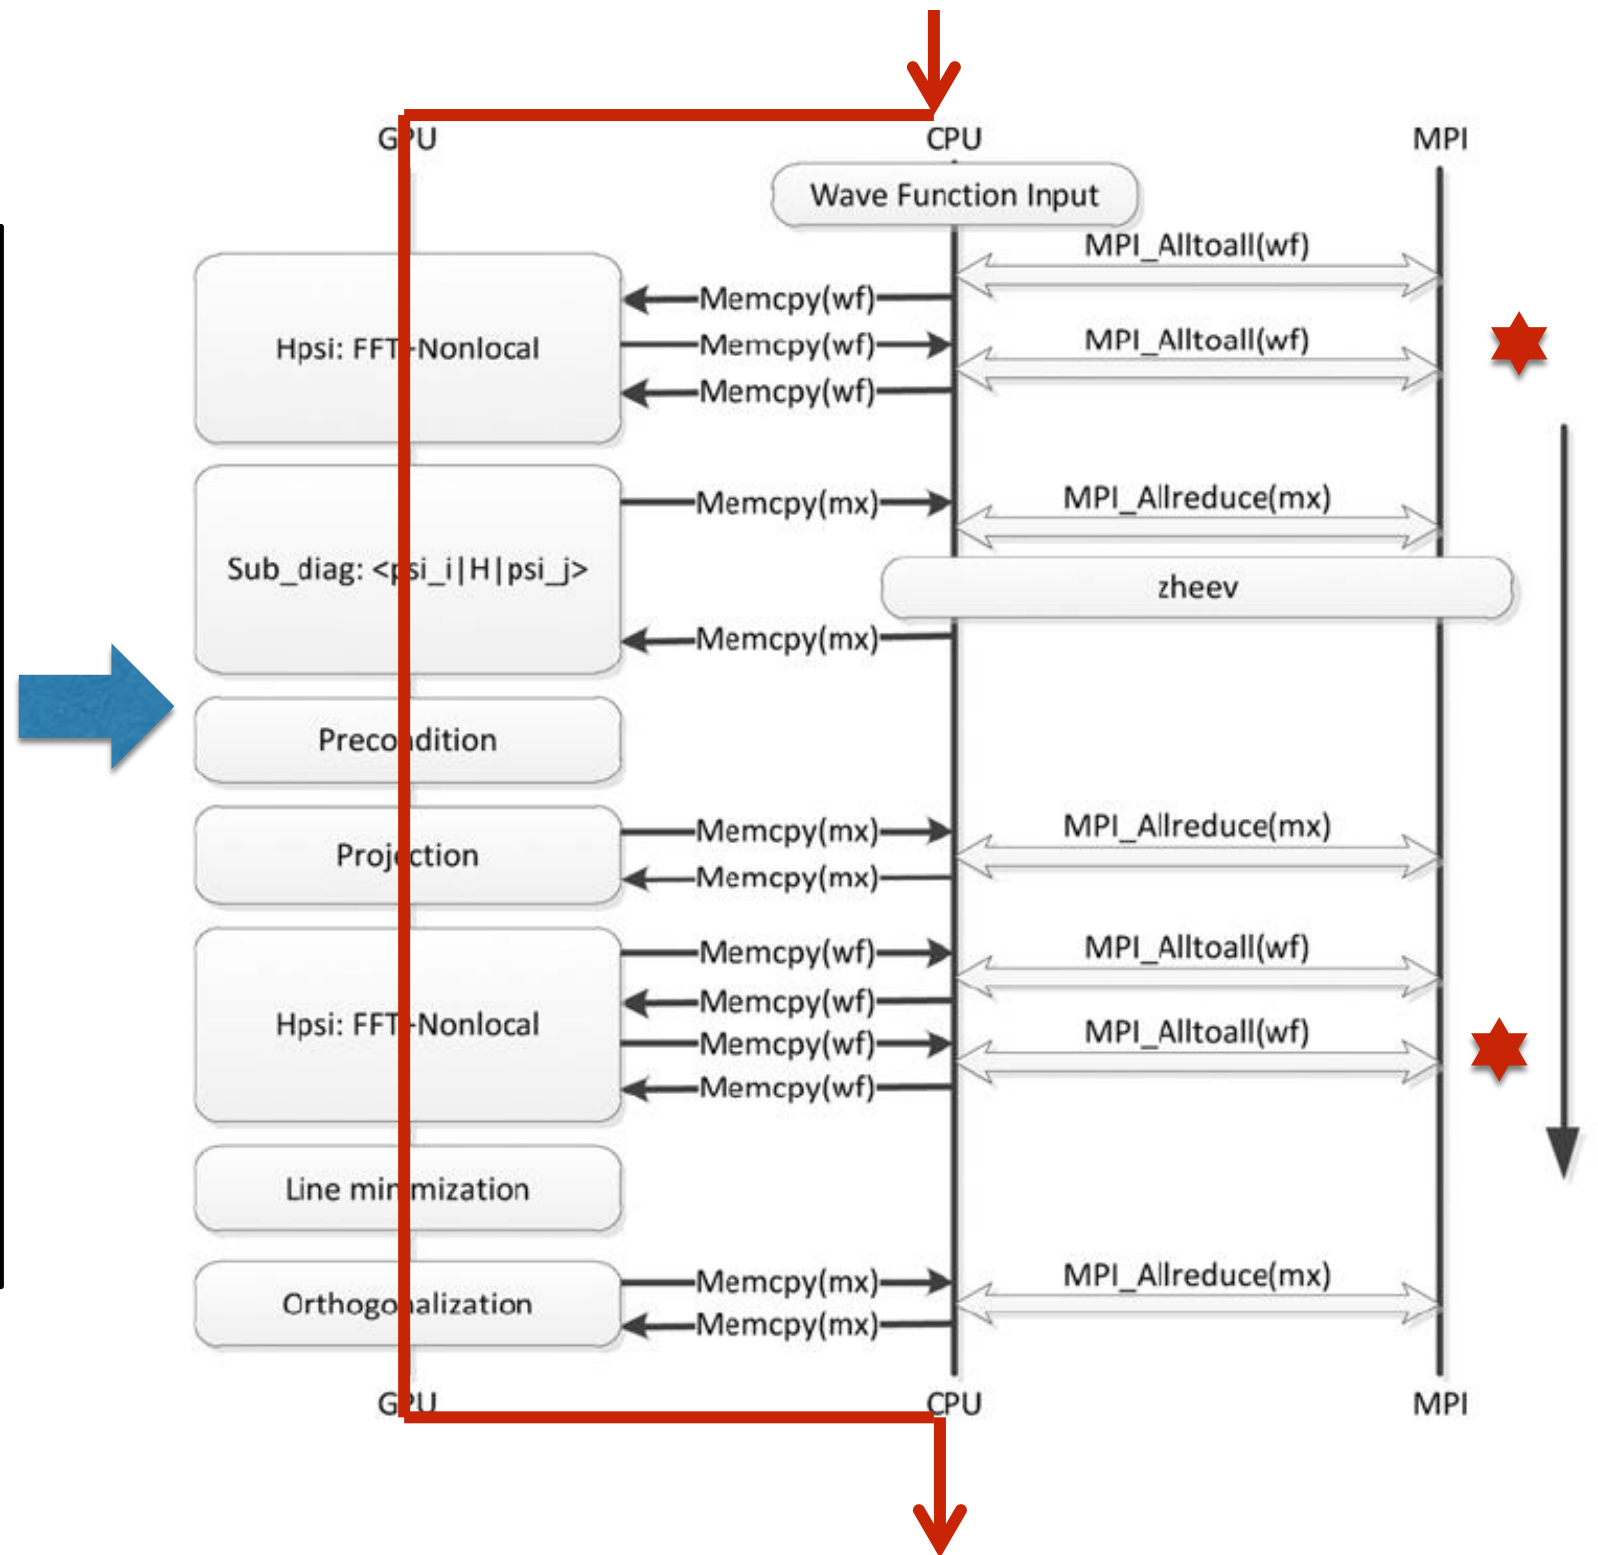 GPU CPU MPI
Wave Function Input
MPI_Alltoall(wf)
Memcpy(wf)
Hpsi: FFT-Nonlocal Memcpy(wf) MPI_Alltoall(wf)
Memcpy(wf)
Memcpy(mx) MPI_Allreduce(mx)
Sub_diag: <psi_i|H|psi_j> zheev
Memcpy(mx)
Precondition
Memcpy(mx) MPI_Allreduce(mx)
Projection
Memcpy(mx)
Memcpy(wf) MPI_Alltoall(wf)
Memcpy(wf)
Hpsi: FFT-Nonlocal Memcpy(wf) MPI_Alltoall(wf)
Memcpy(wf)
Line minimization
Memcpy(mx) MPI_Allreduce(mx)
Orthogonalization
Memcpy(mx)
GPU CPU MPI